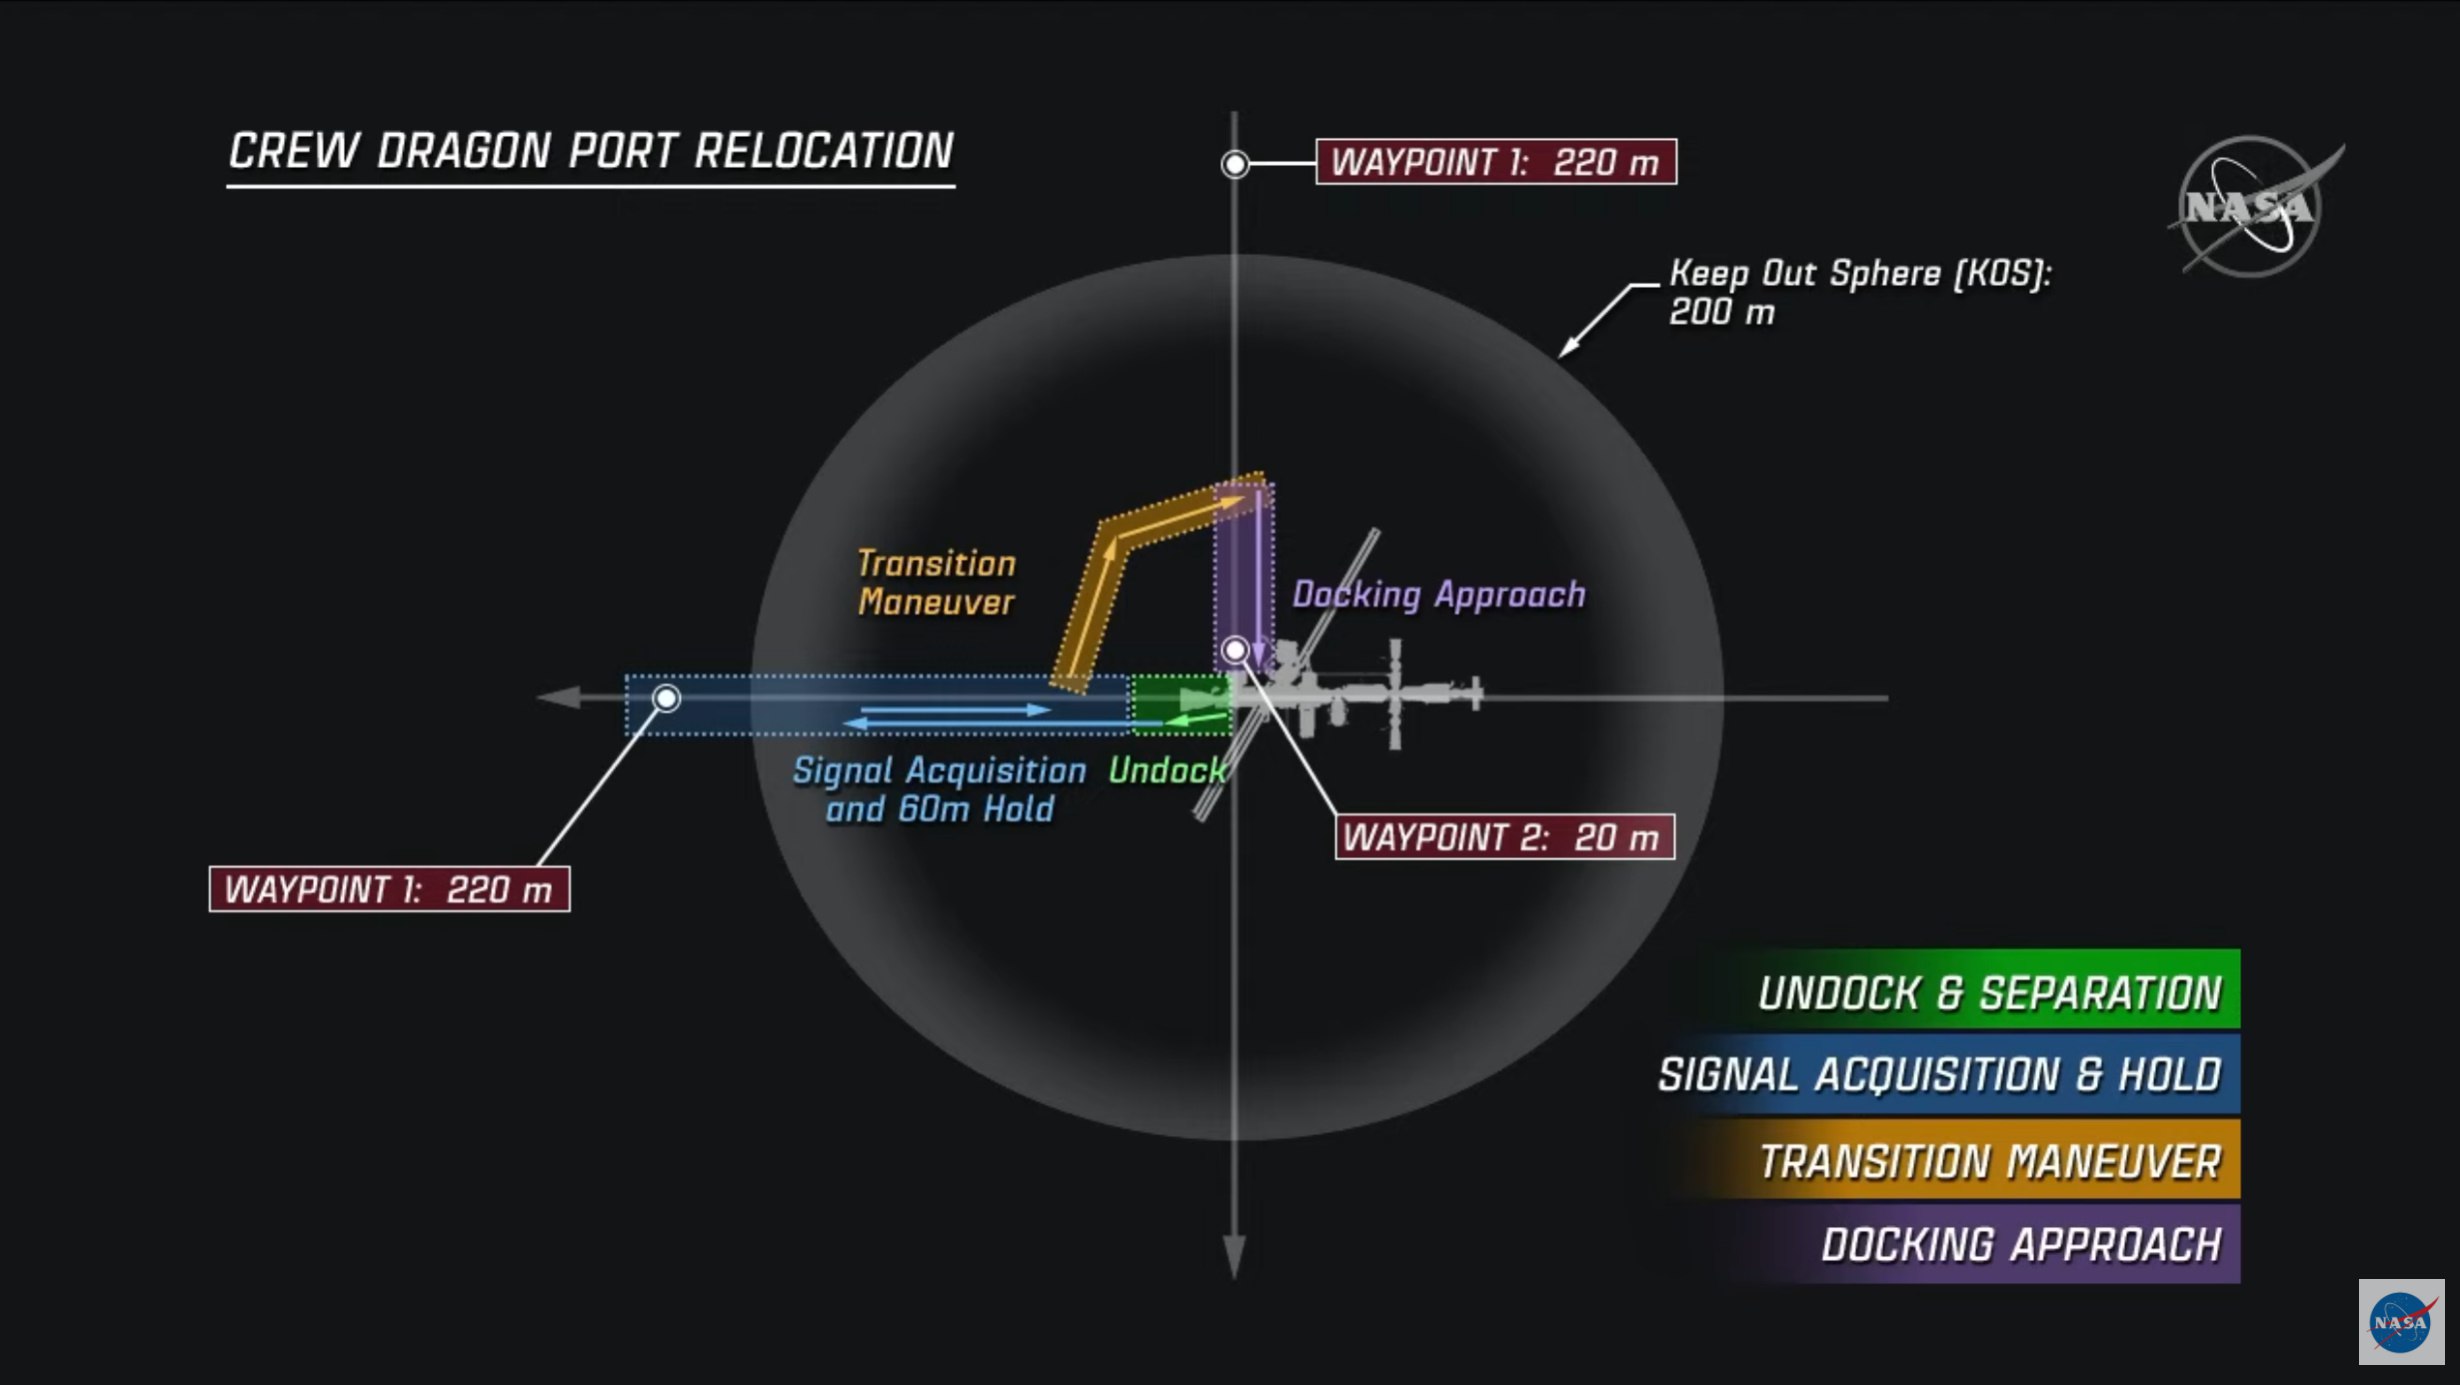 CREW DRAGON PORT RELOCATION
WAYPOINT 1: 220 m
NASA
Keep Out Sphere (KOS):
200 m
Transition
Maneuver
Docking Approach
Signal Acquisition
and 60m Hold
Undock
WAYPOINT 2: 20 m
WAYPOINT 1: 220 m
UNDOCK & SEPARATION
SIGNAL ACQUISITION & HOLD
TRANSITION MANEUVER
DOCKING APPROACH
NASA